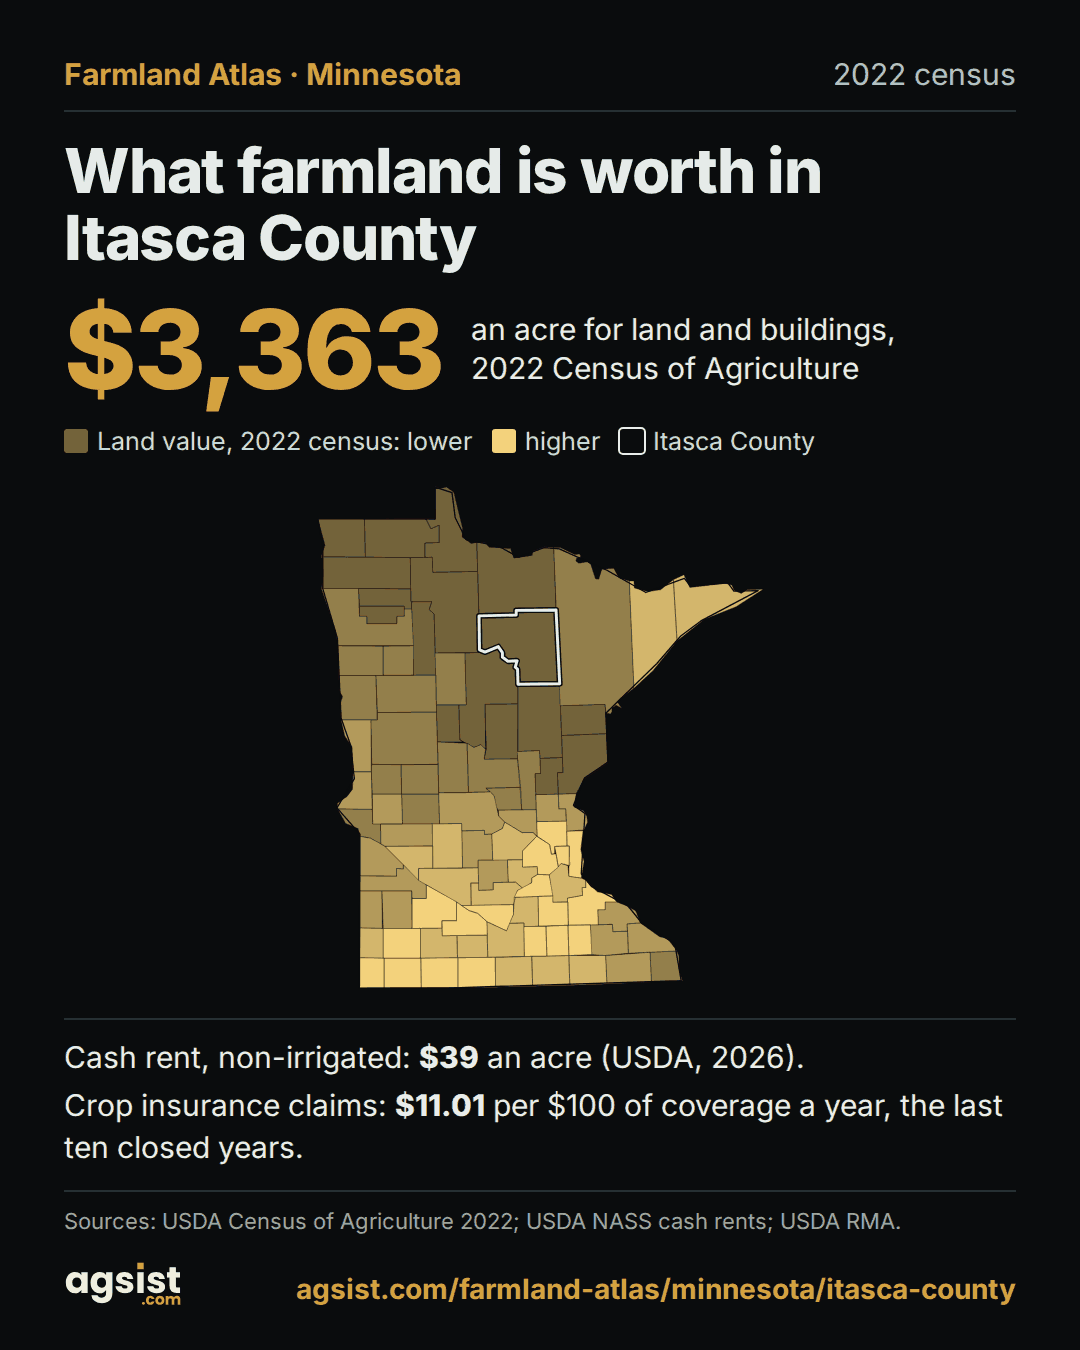 Farmland Atlas · Minnesota
2022 census
What farmland is worth in
Itasca County
$3,363
an acre for land and buildings,
2022 Census of Agriculture
Land value, 2022 census: lower
higher
Itasca County
Cash rent, non-irrigated: $39 an acre (USDA, 2026).
Crop insurance claims: $11.01 per $100 of coverage a year, the last
ten closed years.
Sources: USDA Census of Agriculture 2022; USDA NASS cash rents; USDA RMA.
agsist
.com
agsist.com/farmland-atlas/minnesota/itasca-county